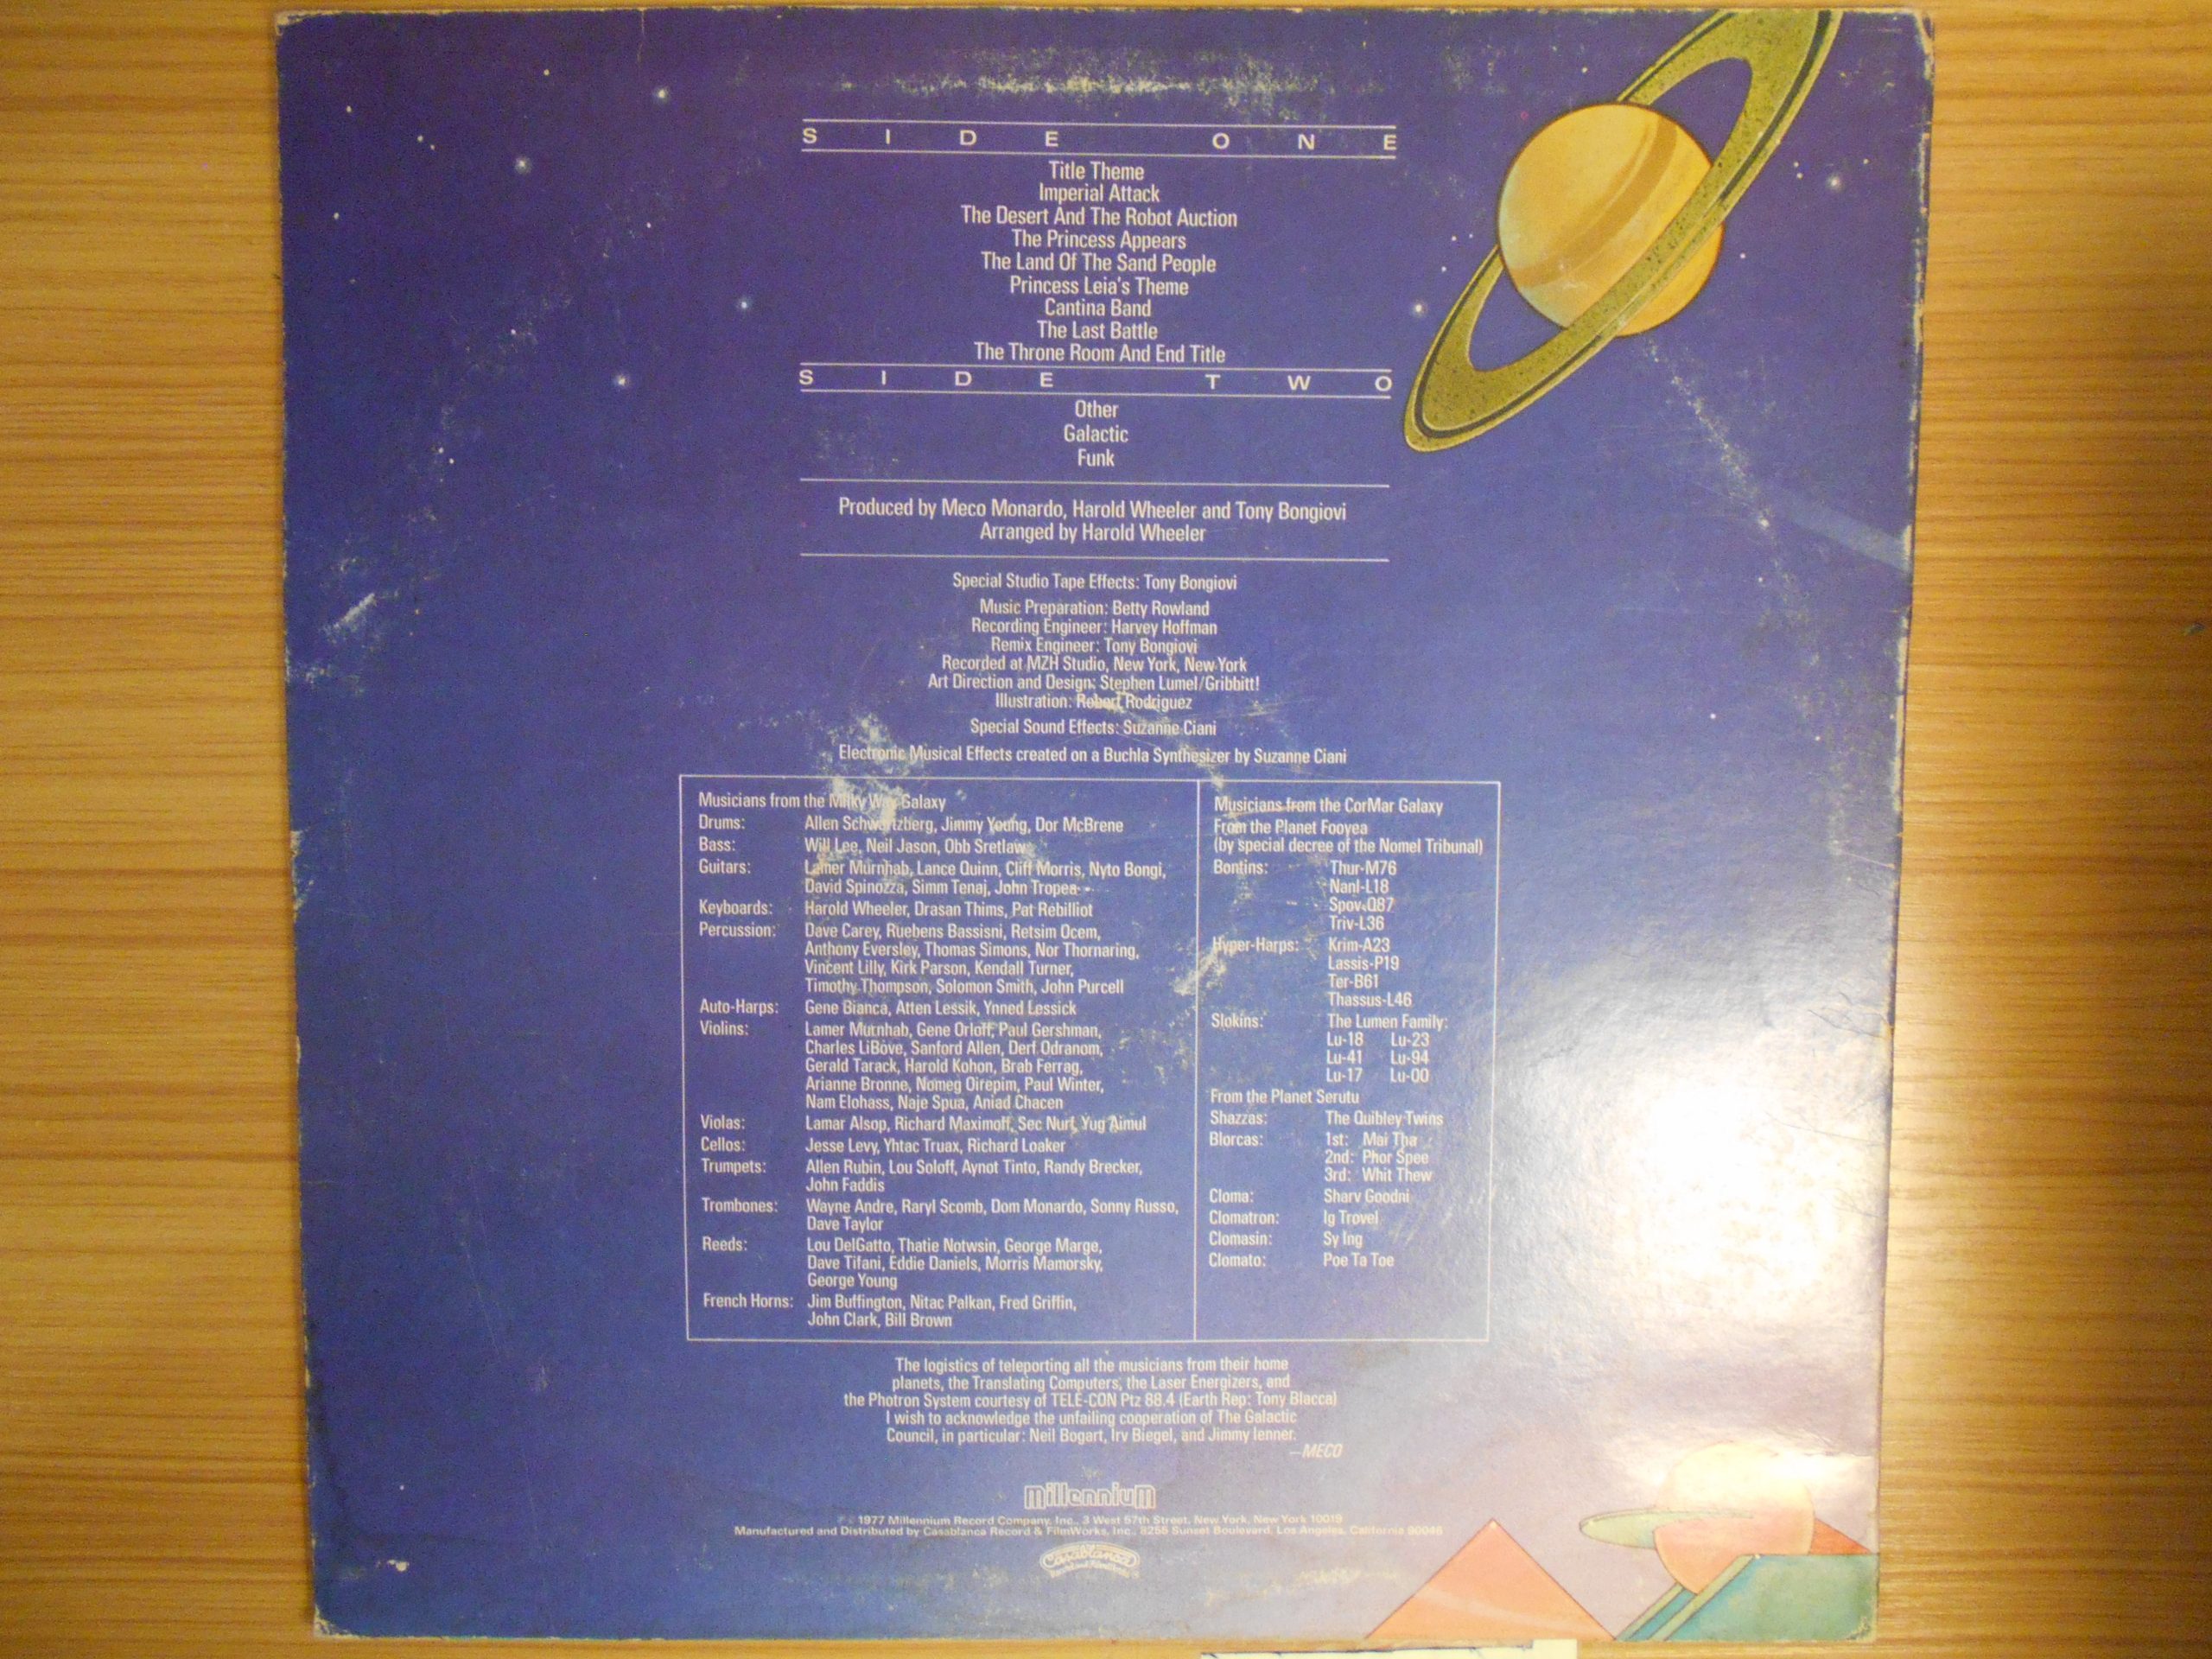 SIDE ONE
Title Theme
Imperial Attack
The Desert And The Robot Auction
The Princess Appears
The Land Of The Sand People
Princess Leia's Theme
Cantina Band
The Last Battle
The Throne Room And End Title
SIDE TWO
Other
Galactic
Funk
Produced by Meco Monardo, Harold Wheeler and Tony Bongiovi
Arranged by Harold Wheeler
Special Studio Tape Effects: Tony Bongiovi
Music Preparation: Betty Rowland
Recording Engineer: Harvey Hoffman
Remix Engineer: Tony Bongiovi
Recorded at MZH Studio, New York, New York
Art Direction and Design: Stephen Lumel/Gribbitt!
Illustration: Robert Rodriguez
Special Sound Effects: Suzanne Ciani
Electronic Musical Effects created on a Buchla Synthesizer by Suzanne Ciani
Musicians from the Milky Way Galaxy
Drums: Allen Schwartzberg, Jimmy Young, Dor McBrene
Bass: Will Lee, Neil Jason, Obb Sretlaw
Guitars: Lamer Murnhab, Lance Quinn, Cliff Morris, Nyto Bongi,
David Spinozza, Simm Tenaj, John Tropea
Keyboards: Harold Wheeler, Drasan Thims, Pat Rebilliot
Percussion: Dave Carey, Ruebens Bassisni, Retsim Ocem,
Anthony Eversley, Thomas Simons, Nor Thornaring,
Vincent Lilly, Kirk Parson, Kendall Turner,
Timothy Thompson, Solomon Smith, John Purcell
Auto-Harps: Gene Bianca, Atten Lessik, Ynned Lessick
Violins: Lamer Murnhab, Gene Orloff, Paul Gershman,
Charles LiBove, Sanford Allen, Derf Odranom,
Gerald Tarack, Harold Kohon, Brab Ferrag,
Arianne Bronne, Nomeg Oirepim, Paul Winter,
Nam Elohass, Naje Spua, Aniad Chacen
Violas: Lamar Alsop, Richard Maximoff, Sec Nurf, Yug Aimul
Cellos: Jesse Levy, Yhtac Truax, Richard Loaker
Trumpets: Allen Rubin, Lou Soloff, Aynot Tinto, Randy Brecker,
John Faddis
Trombones: Wayne Andre, Raryl Scomb, Dom Monardo, Sonny Russo,
Dave Taylor
Reeds: Lou DelGatto, Thatie Notwsin, George Marge,
Dave Tifani, Eddie Daniels, Morris Mamorsky,
George Young
French Horns: Jim Buffington, Nitac Palkan, Fred Griffin,
John Clark, Bill Brown
Musicians from the CorMar Galaxy
From the Planet Fooyea
(by special decree of the Nomel Tribunal)
Bontins: Thur-M76
Nanl-L18
Spov-Q87
Triv-L36
Hyper-Harps: Krim-A23
Lassis-P19
Ter-B61
Thassus-L46
Slokins: The Lumen Family:
Lu-18 Lu-23
Lu-41 Lu-94
Lu-17 Lu-00
From the Planet Serutu
Shazzas: The Quibley Twins
Blorcas: 1st: Mai Tha
2nd: Phor Spee
3rd: Whit Thew
Cloma: Sharv Goodni
Clomatron: Ig Trovel
Clomasin: Sy Ing
Clomato: Poe Ta Toe
The logistics of teleporting all the musicians from their home
planets, the Translating Computers, the Laser Energizers, and
the Photron System courtesy of TELE-CON Ptz 88.4 (Earth Rep: Tony Blacca)
I wish to acknowledge the unfailing cooperation of The Galactic
Council, in particular: Neil Bogart, Irv Biegel, and Jimmy Ienner.
—MECO
millennium
℗ © 1977 Millennium Record Company, Inc., 3 West 57th Street, New York, New York 10019
Manufactured and Distributed by Casablanca Record & FilmWorks, Inc., 8255 Sunset Boulevard, Los Angeles, California 90046
Casablanca
Record and FilmWorks